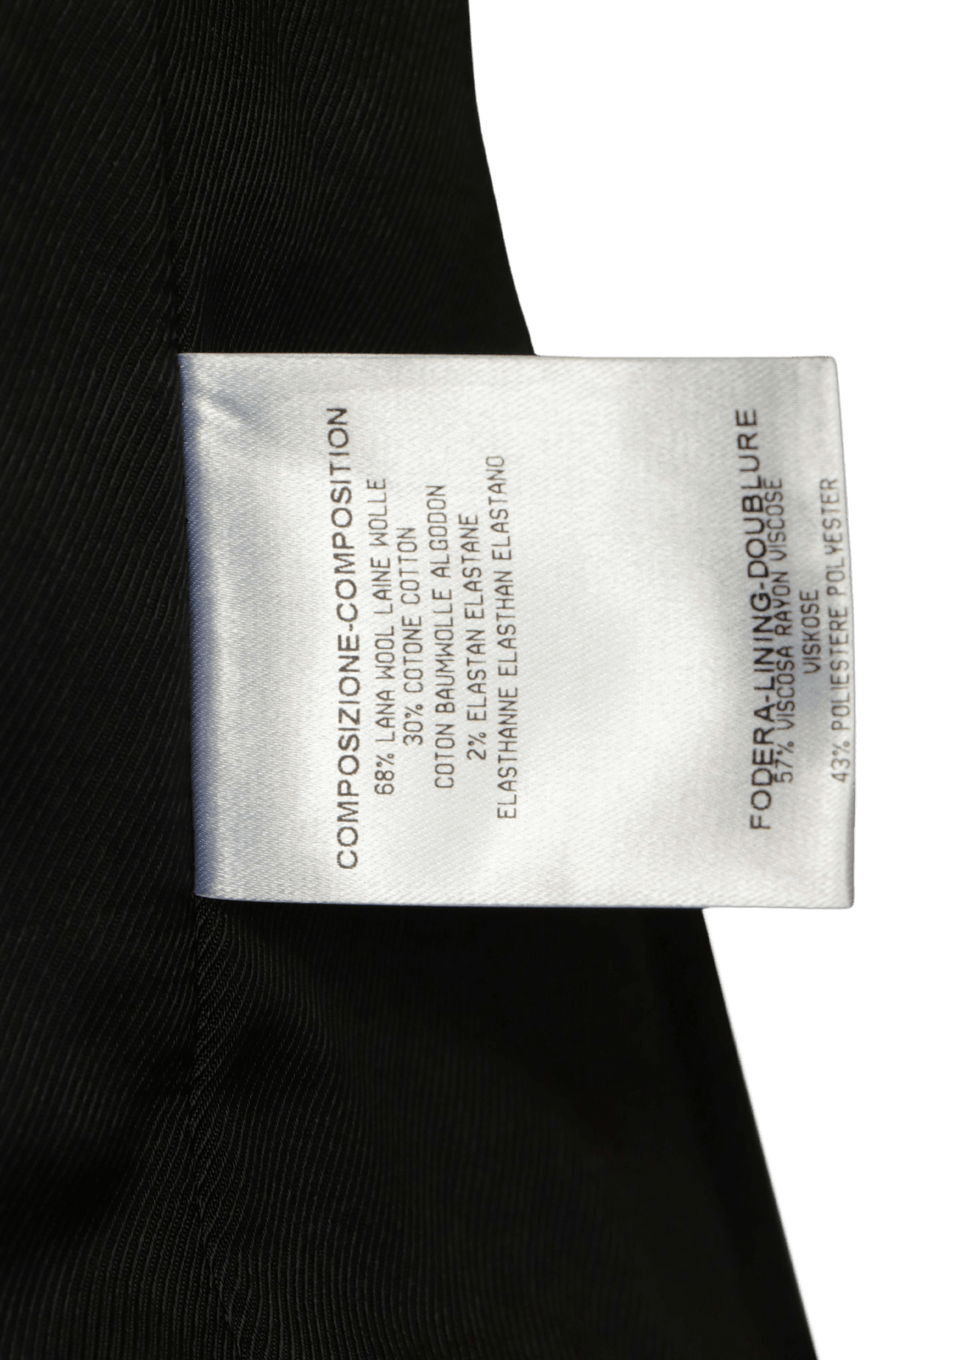 COMPOSIZIONE-COMPOSITION
68% LANA WOOL LAINE WOLLE
30% COTONE COTTON
COTON BAUMWOLLE ALGODON
2% ELASTAN ELASTANE
ELASTHANNE ELASTHAN ELASTANO
FODERA-LINING-DOUBLURE
57% VISCOSA RAYON VISCOSE
VISKOSE
43% POLIESTERE POLYESTER